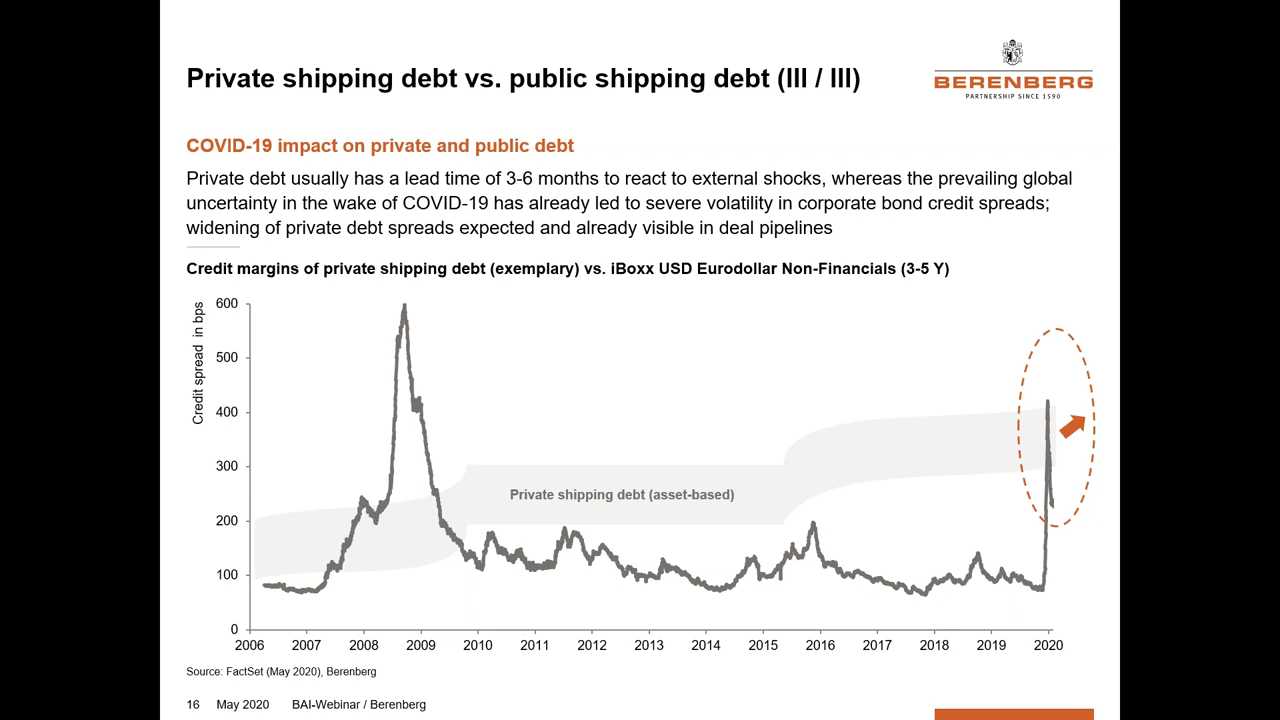 Private shipping debt vs. public shipping debt (III / III)
BERENBERG
PARTNERSHIP SINCE 1590
COVID-19 impact on private and public debt
Private debt usually has a lead time of 3-6 months to react to external shocks, whereas the prevailing global
uncertainty in the wake of COVID-19 has already led to severe volatility in corporate bond credit spreads;
widening of private debt spreads expected and already visible in deal pipelines
Credit margins of private shipping debt (exemplary) vs. iBoxx USD Eurodollar Non-Financials (3-5 Y)
Credit spread in bps
600
500
400
300
200
100
0
Private shipping debt (asset-based)
2006 2007 2008 2009 2010 2011 2012 2013 2014 2015 2016 2017 2018 2019 2020
Source: FactSet (May 2020), Berenberg
16 May 2020 BAI-Webinar / Berenberg